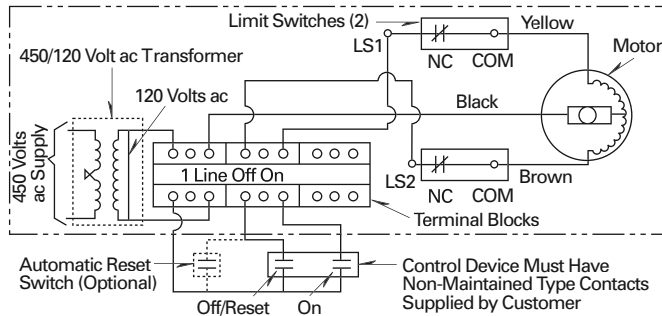 Limit Switches (2)
Yellow
LS1
450/120 Volt ac Transformer
NC
COM
Motor
120 Volts ac
Black
450 Volts
ac Supply
1 Line Off On
LS2
NC
COM
Brown
Terminal Blocks
Automatic Reset
Switch (Optional)
Off/Reset
On
Control Device Must Have
Non-Maintained Type Contacts
Supplied by Customer